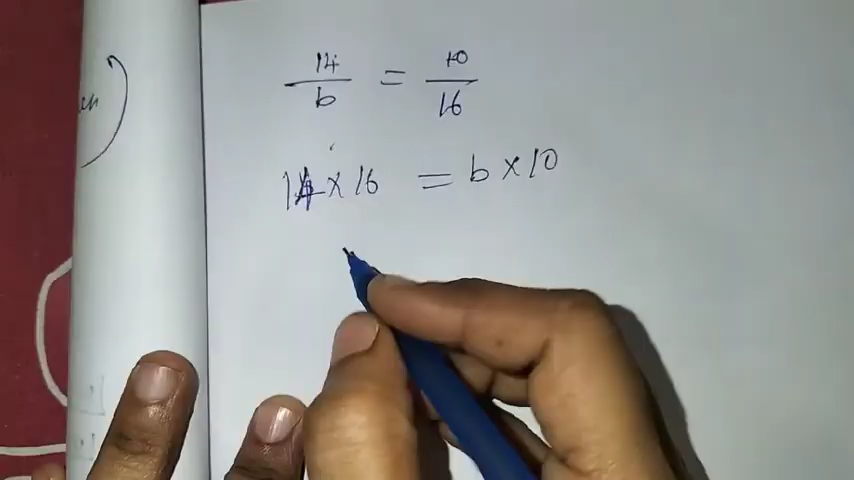 14/b = 10/16
14 × 16 = b × 10